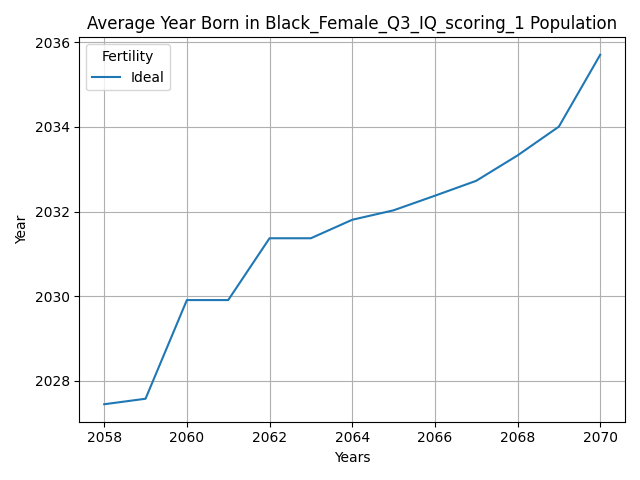 Average Year Born in Black_Female_Q3_IQ_scoring_1 Population
2036
Fertility
Ideal
2034
2032
Year
2030
2028
2058 2060 2062 2064 2066 2068 2070
Years